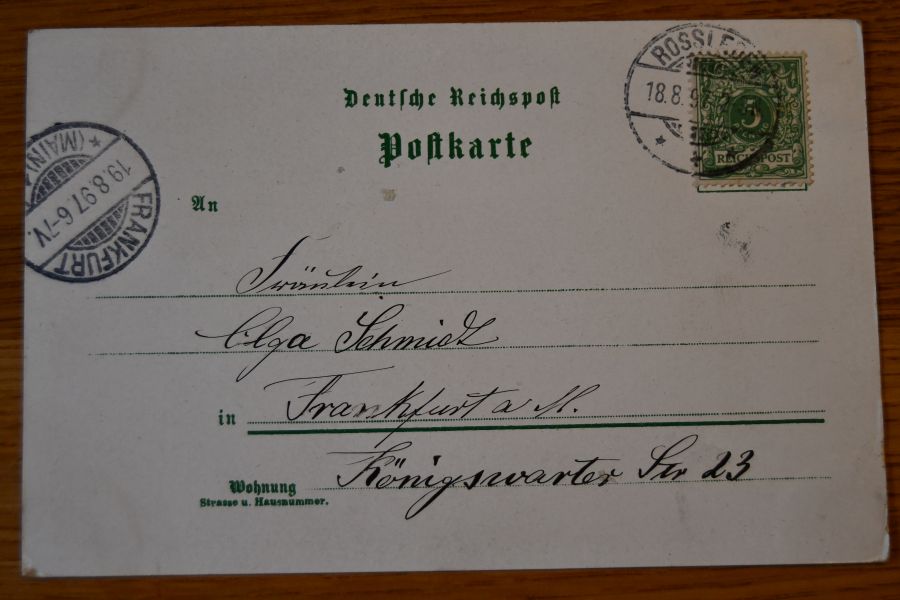 Deutsche Reichspost
Postkarte
18.8.9
5
REICHSPOST
FRANKFURT
* (MAIN) *
19.8.97.6-7V.
An
Fräulein
Olga Schmidt
in Frankfurt a M.
Königswarter Str 23
Wohnung
Strasse u. Hausnummer.